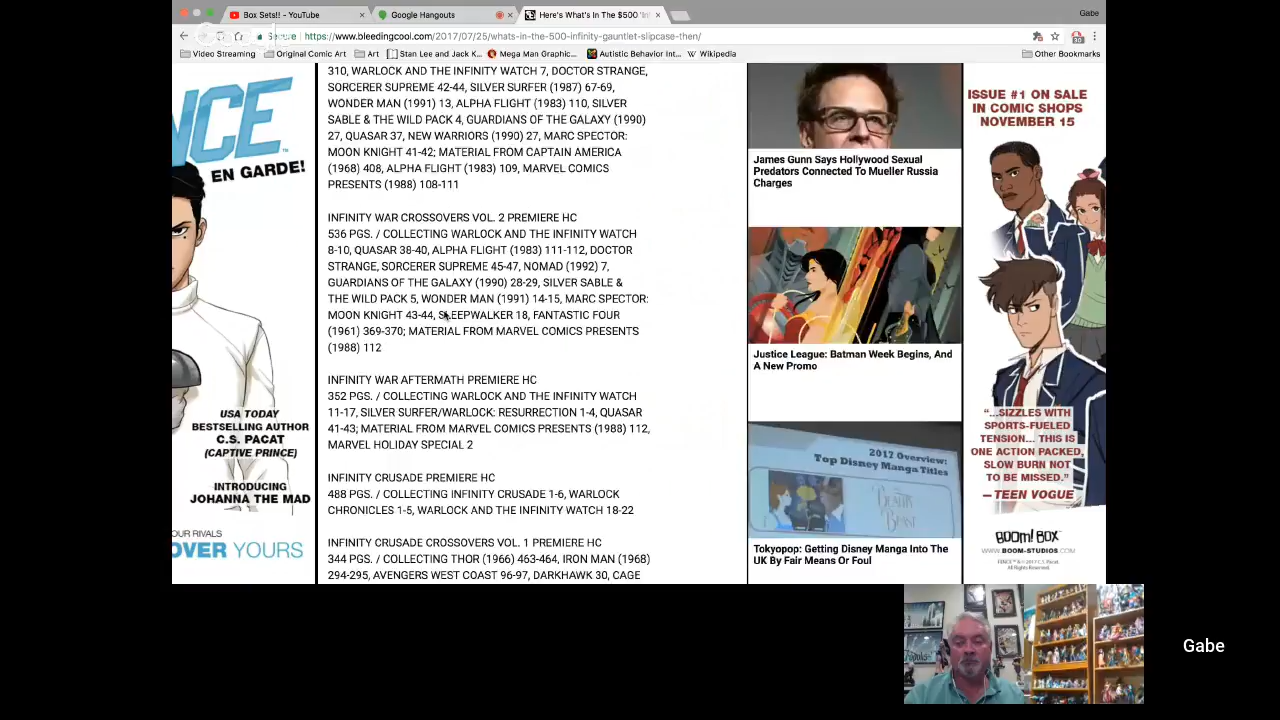 Box Sets!! - YouTube
Google Hangouts
Here's What's In The $500 'Inf
Gabe
Secure
https://www.bleedingcool.com/2017/07/25/whats-in-the-500-infinity-gauntlet-slipcase-then/
Video Streaming
Original Comic Art
Art
Stan Lee and Jack K...
Mega Man Graphic...
Autistic Behavior Int...
Wikipedia
Other Bookmarks
310, WARLOCK AND THE INFINITY WATCH 7, DOCTOR STRANGE,
SORCERER SUPREME 42-44, SILVER SURFER (1987) 67-69,
WONDER MAN (1991) 13, ALPHA FLIGHT (1983) 110, SILVER
SABLE & THE WILD PACK 4, GUARDIANS OF THE GALAXY (1990)
27, QUASAR 37, NEW WARRIORS (1990) 27, MARC SPECTOR:
MOON KNIGHT 41-42; MATERIAL FROM CAPTAIN AMERICA
(1968) 408, ALPHA FLIGHT (1983) 109, MARVEL COMICS
PRESENTS (1988) 108-111
INFINITY WAR CROSSOVERS VOL. 2 PREMIERE HC
536 PGS. / COLLECTING WARLOCK AND THE INFINITY WATCH
8-10, QUASAR 38-40, ALPHA FLIGHT (1983) 111-112, DOCTOR
STRANGE, SORCERER SUPREME 45-47, NOMAD (1992) 7,
GUARDIANS OF THE GALAXY (1990) 28-29, SILVER SABLE &
THE WILD PACK 5, WONDER MAN (1991) 14-15, MARC SPECTOR:
MOON KNIGHT 43-44, SLEEPWALKER 18, FANTASTIC FOUR
(1961) 369-370; MATERIAL FROM MARVEL COMICS PRESENTS
(1988) 112
INFINITY WAR AFTERMATH PREMIERE HC
352 PGS. / COLLECTING WARLOCK AND THE INFINITY WATCH
11-17, SILVER SURFER/WARLOCK: RESURRECTION 1-4, QUASAR
41-43; MATERIAL FROM MARVEL COMICS PRESENTS (1988) 112,
MARVEL HOLIDAY SPECIAL 2
INFINITY CRUSADE PREMIERE HC
488 PGS. / COLLECTING INFINITY CRUSADE 1-6, WARLOCK
CHRONICLES 1-5, WARLOCK AND THE INFINITY WATCH 18-22
INFINITY CRUSADE CROSSOVERS VOL. 1 PREMIERE HC
344 PGS. / COLLECTING THOR (1966) 463-464, IRON MAN (1968)
294-295, AVENGERS WEST COAST 96-97, DARKHAWK 30, CAGE
NCE
EN GARDE!
USA TODAY
BESTSELLING AUTHOR
C.S. PACAT
(CAPTIVE PRINCE)
INTRODUCING
JOHANNA THE MAD
OUR RIVALS
OVER YOURS
James Gunn Says Hollywood Sexual
Predators Connected To Mueller Russia
Charges
Justice League: Batman Week Begins, And
A New Promo
2017 Overview:
Top Disney Manga Titles
BEAUTY
BEAST
Tokyopop: Getting Disney Manga Into The
UK By Fair Means Or Foul
ISSUE #1 ON SALE
IN COMIC SHOPS
NOVEMBER 15
"...SIZZLES WITH
SPORTS-FUELED
TENSION... THIS IS
ONE ACTION PACKED,
SLOW BURN NOT
TO BE MISSED."
– TEEN VOGUE
BOOM! BOX
WWW.BOOM-STUDIOS.COM
All Rights Reserved.
Gabe